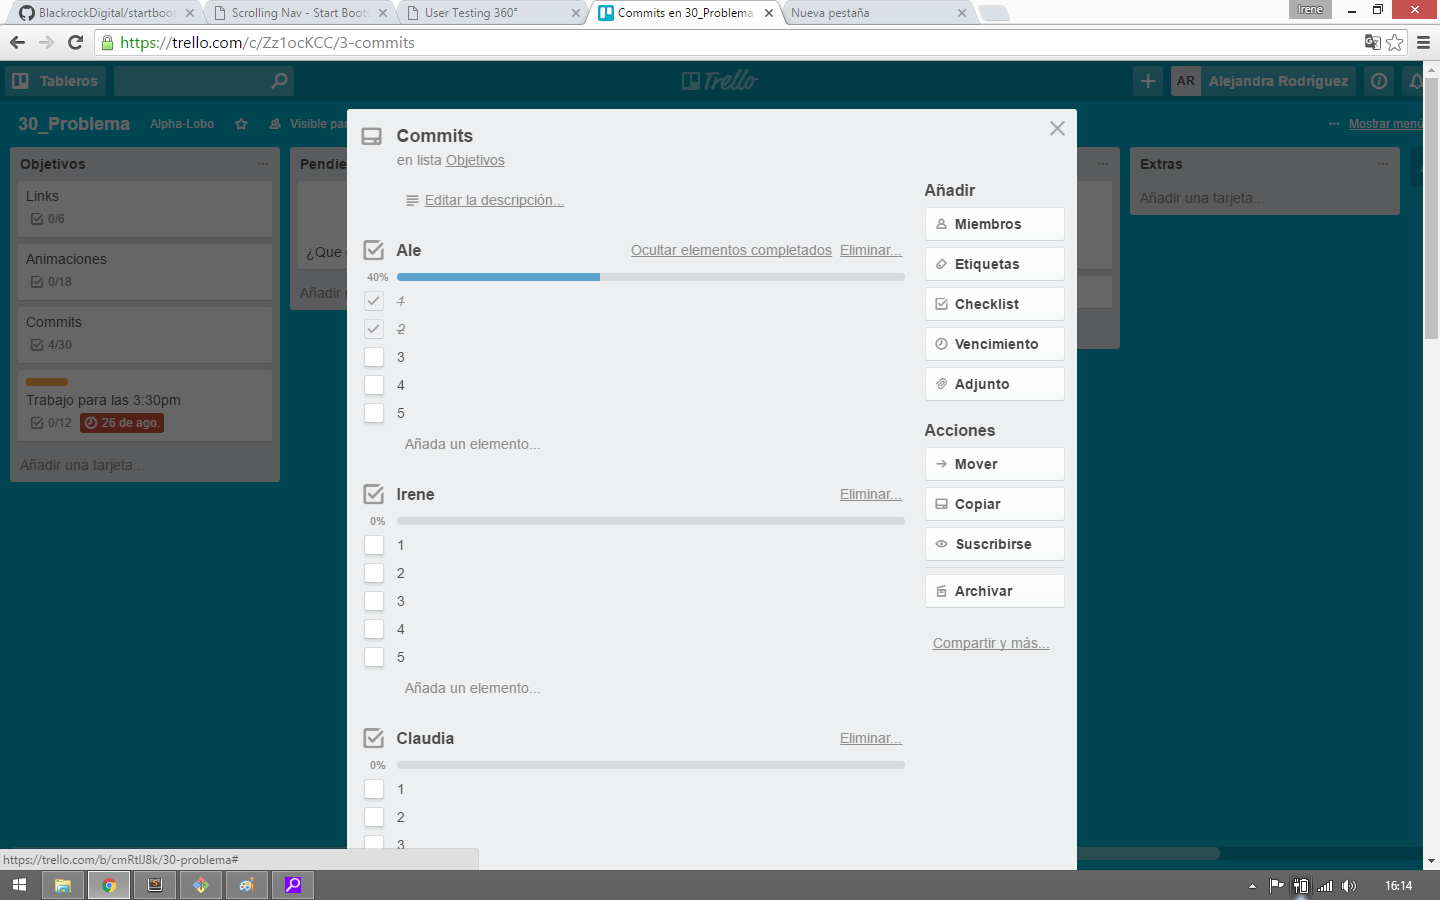 BlackrockDigital/startboot
Scrolling Nav - Start Boots
User Testing 360°
Commits en 30_Problema
Nueva pestaña
Irene
https://trello.com/c/Zz1ocKCC/3-commits
Tableros
Trello
AR
Alejandra Rodríguez
30_Problema
Alpha-Lobo
Visible par
Mostrar menú
Objetivos
Links
0/6
Animaciones
0/18
Commits
4/30
Trabajo para las 3:30pm
0/12
26 de ago.
Añadir una tarjeta...
Pendie
¿Que
Añadir
Extras
Añadir una tarjeta...
Commits
en lista Objetivos
Editar la descripción...
Ale
Ocultar elementos completados
Eliminar...
40%
1
2
3
4
5
Añada un elemento...
Irene
Eliminar...
0%
1
2
3
4
5
Añada un elemento...
Claudia
Eliminar...
0%
1
2
3
Añadir
Miembros
Etiquetas
Checklist
Vencimiento
Adjunto
Acciones
Mover
Copiar
Suscribirse
Archivar
Compartir y más...
https://trello.com/b/cmRtIJ8k/30-problema#
16:14